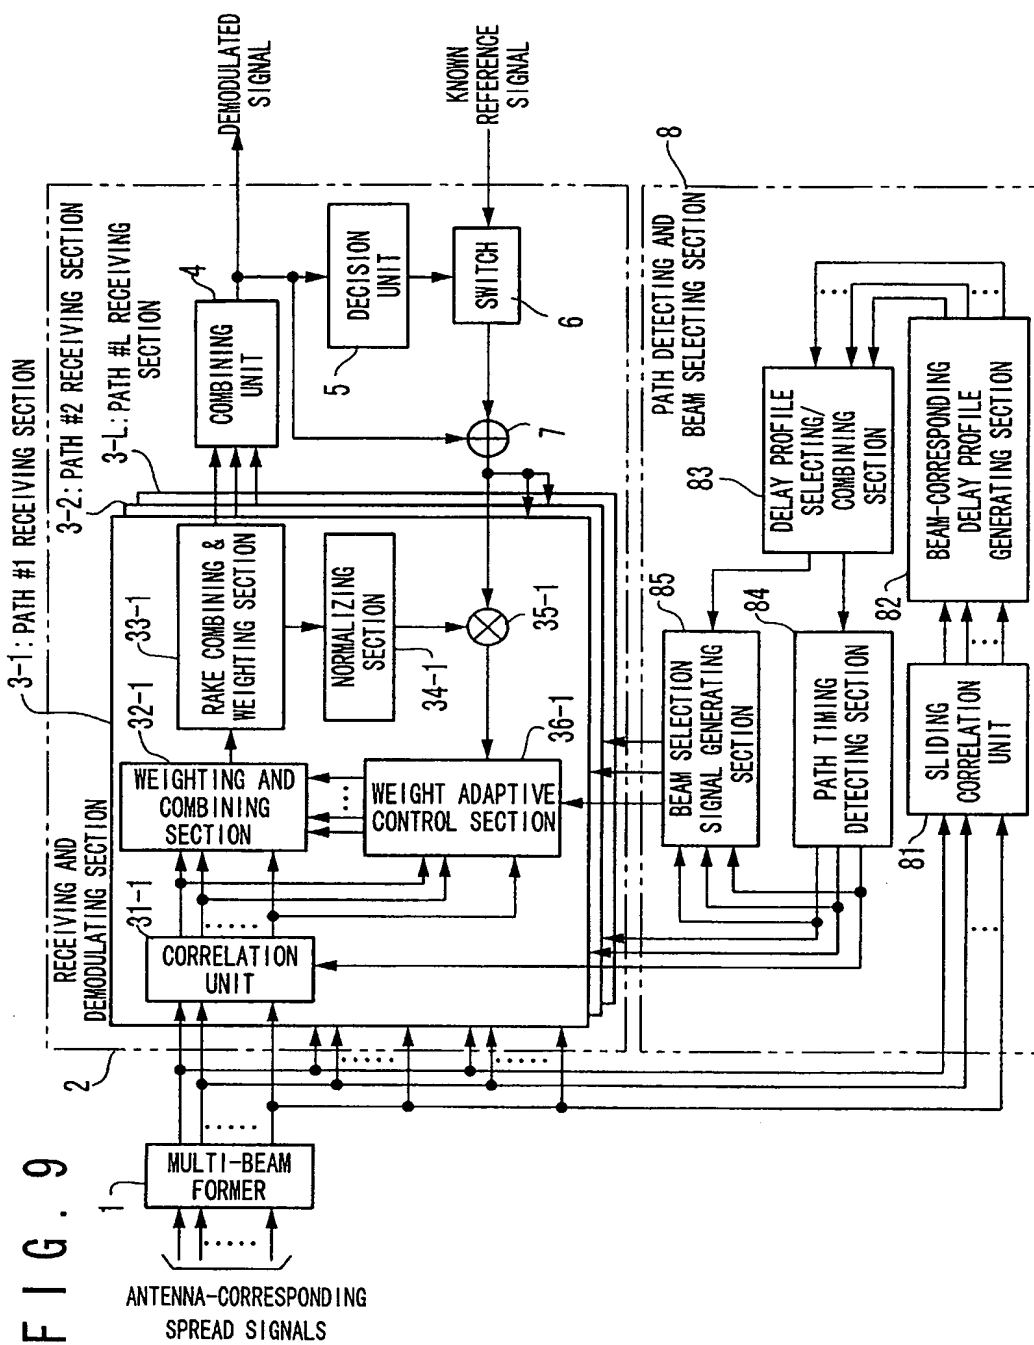 FIG. 9
ANTENNA-CORRESPONDING
SPREAD SIGNALS
1
MULTI-BEAM
FORMER
2
RECEIVING AND
DEMODULATING SECTION
3-1: PATH #1 RECEIVING SECTION
3-2: PATH #2 RECEIVING SECTION
3-L: PATH #L RECEIVING
SECTION
31-1
CORRELATION
UNIT
32-1
WEIGHTING AND
COMBINING
SECTION
33-1
RAKE COMBINING &
WEIGHTING SECTION
NORMALIZING
SECTION
34-1
35-1
36-1
WEIGHT ADAPTIVE
CONTROL SECTION
4
COMBINING
UNIT
DEMODULATED
SIGNAL
5
DECISION
UNIT
KNOWN
REFERENCE
SIGNAL
SWITCH
6
7
8
PATH DETECTING AND
BEAM SELECTING SECTION
85
BEAM SELECTION
SIGNAL GENERATING
SECTION
84
PATH TIMING
DETECTING SECTION
83
DELAY PROFILE
SELECTING/
COMBINING
SECTION
81
SLIDING
CORRELATION
UNIT
82
BEAM-CORRESPONDING
DELAY PROFILE
GENERATING SECTION